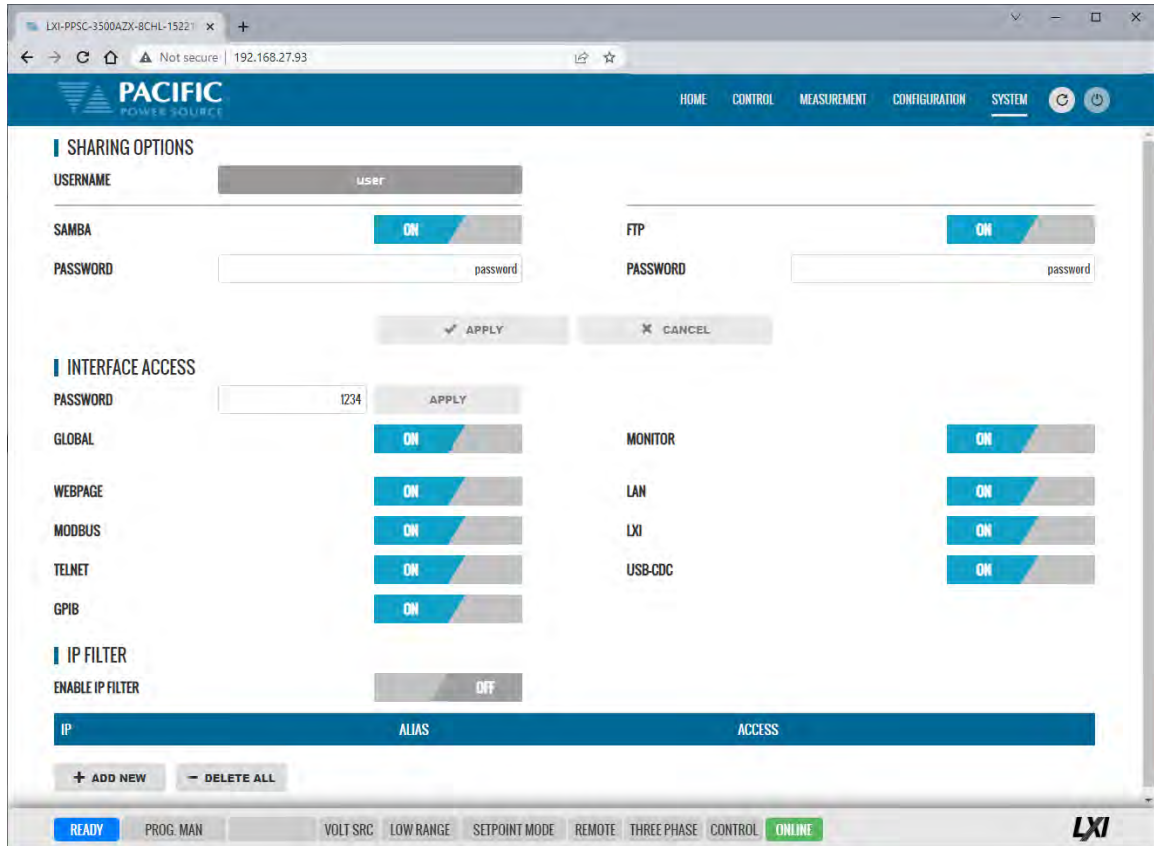 LXI-PPSC-3500AZX-8CHL-15221
Not secure | 192.168.27.93
PACIFIC
POWER SOURCE
HOME CONTROL MEASUREMENT CONFIGURATION SYSTEM
SHARING OPTIONS
USERNAME user
SAMBA ON FTP ON
PASSWORD password PASSWORD password
APPLY CANCEL
INTERFACE ACCESS
PASSWORD 1234 APPLY
GLOBAL ON MONITOR ON
WEBPAGE ON LAN ON
MODBUS ON LXI ON
TELNET ON USB-CDC ON
GPIB ON
IP FILTER
ENABLE IP FILTER OFF
IP ALIAS ACCESS
+ ADD NEW - DELETE ALL
READY PROG. MAN VOLT SRC LOW RANGE SETPOINT MODE REMOTE THREE PHASE CONTROL ONLINE LXI